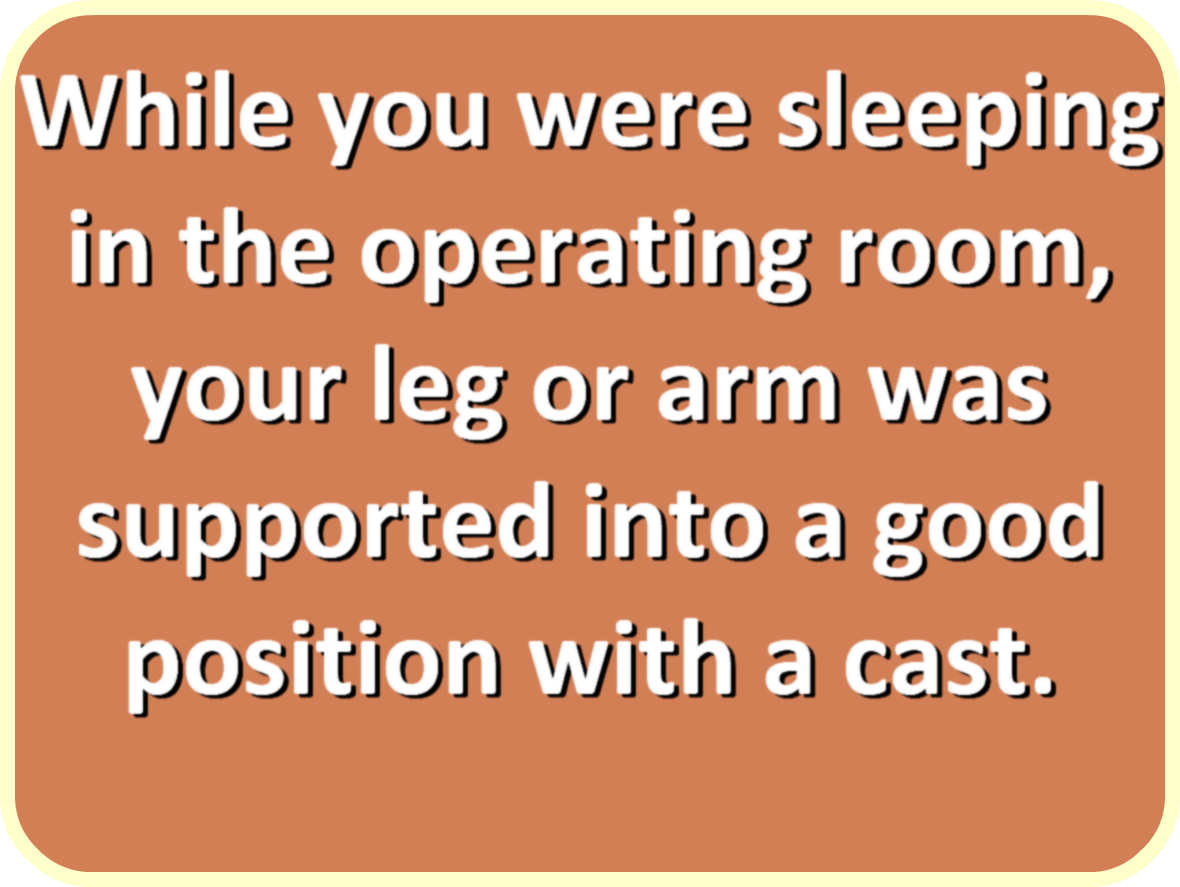 While you were sleeping
in the operating room,
your leg or arm was
supported into a good
position with a cast.